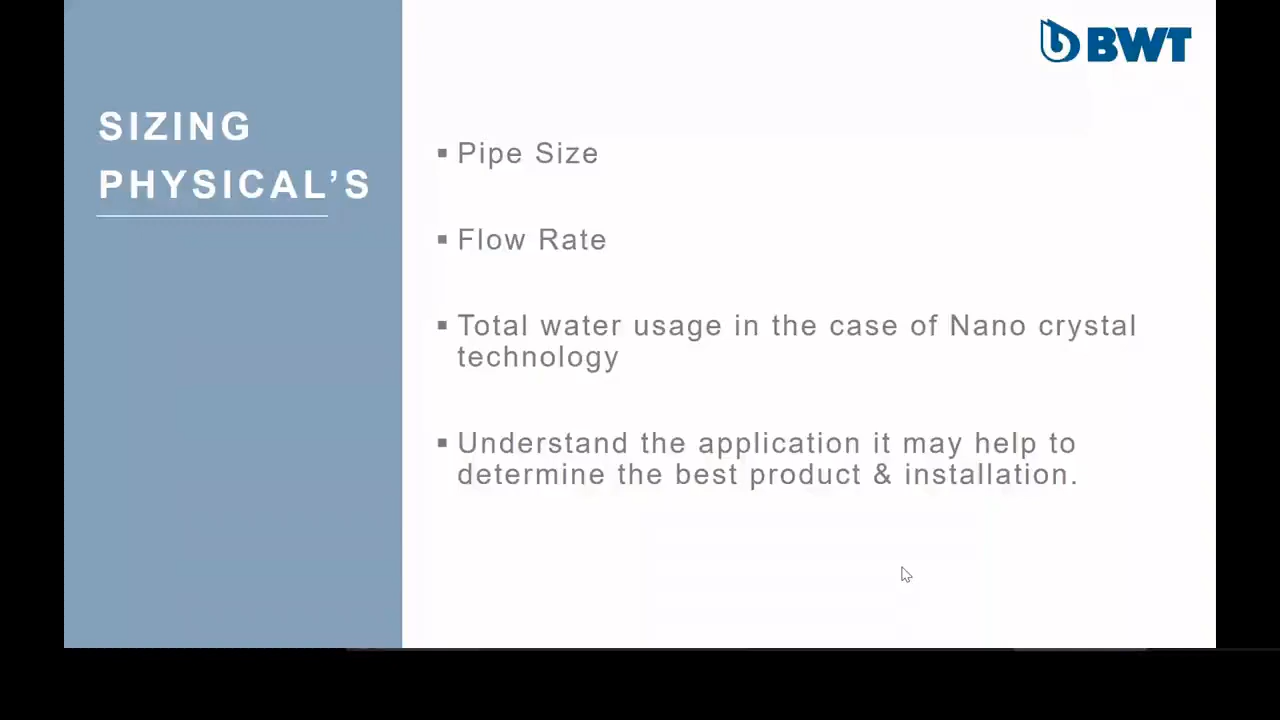 BWT
SIZING
PHYSICAL’S
▪ Pipe Size
▪ Flow Rate
▪ Total water usage in the case of Nano crystal
technology
▪ Understand the application it may help to
determine the best product & installation.